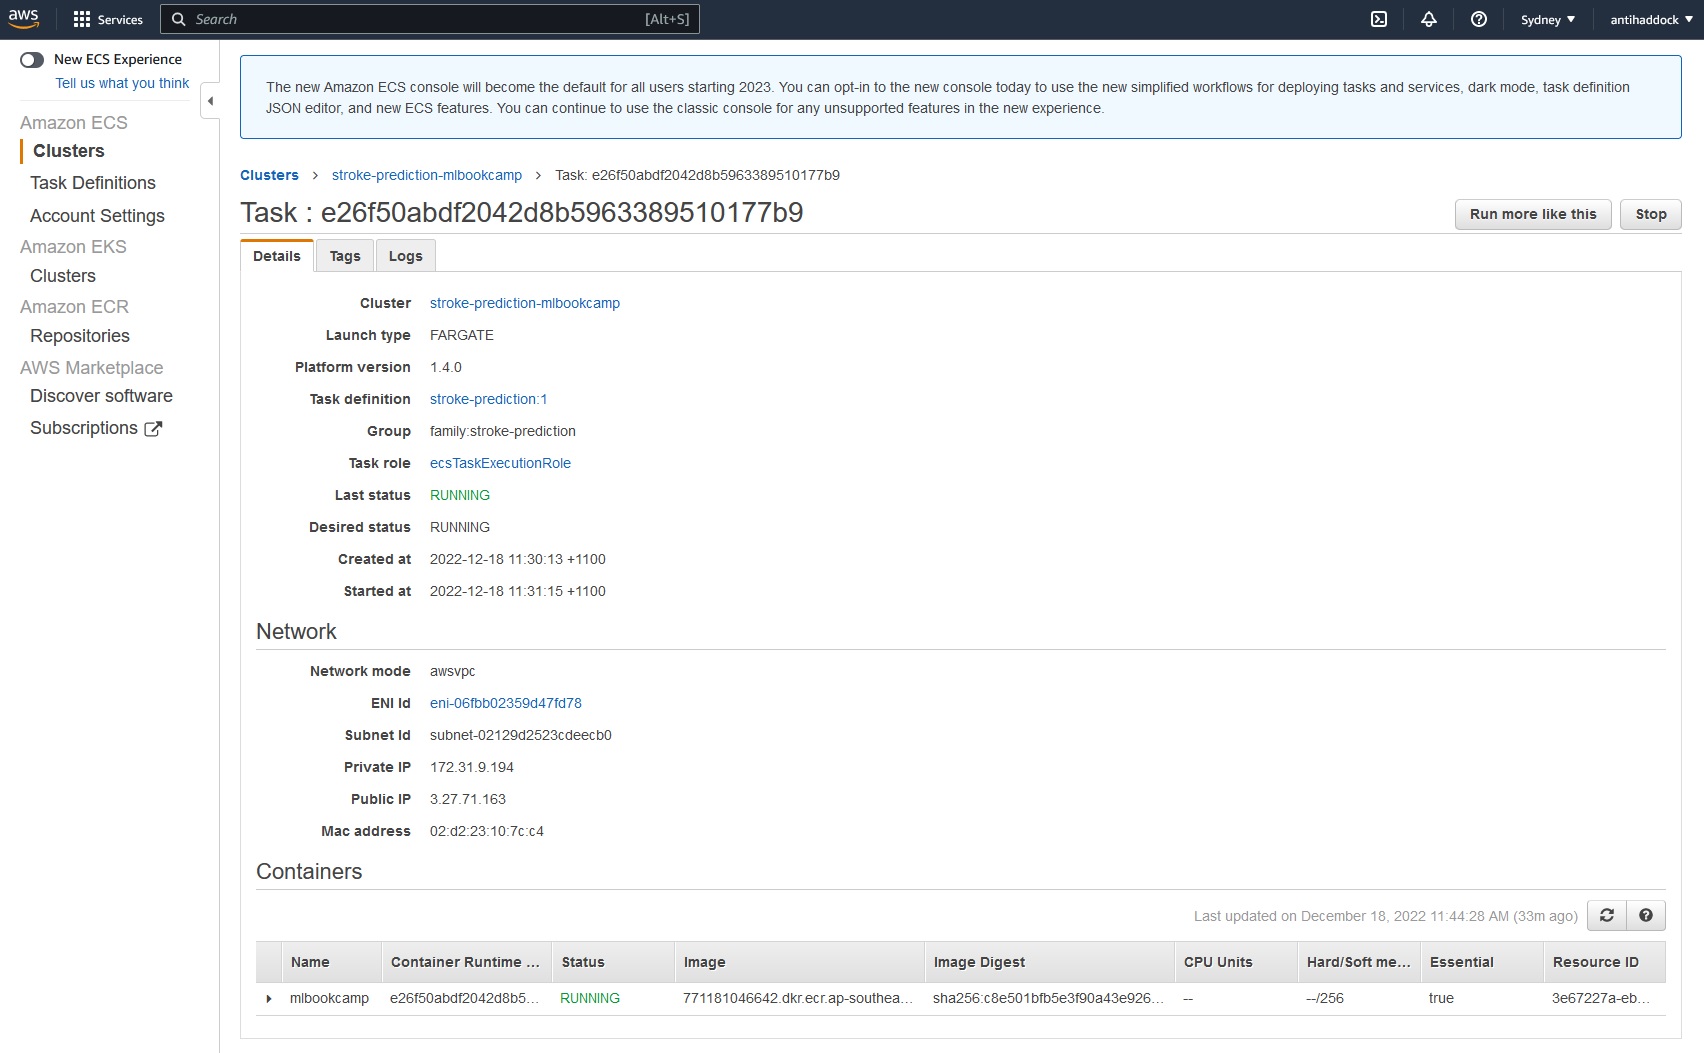 aws
Services
Search
[Alt+S]
Sydney
antihaddock
New ECS Experience
Tell us what you think
Amazon ECS
Clusters
Task Definitions
Account Settings
Amazon EKS
Clusters
Amazon ECR
Repositories
AWS Marketplace
Discover software
Subscriptions
The new Amazon ECS console will become the default for all users starting 2023. You can opt-in to the new console today to use the new simplified workflows for deploying tasks and services, dark mode, task definition
JSON editor, and new ECS features. You can continue to use the classic console for any unsupported features in the new experience.
Clusters > stroke-prediction-mlbookcamp > Task: e26f50abdf2042d8b5963389510177b9
Task : e26f50abdf2042d8b5963389510177b9
Run more like this
Stop
Details
Tags
Logs
Cluster stroke-prediction-mlbookcamp
Launch type FARGATE
Platform version 1.4.0
Task definition stroke-prediction:1
Group family:stroke-prediction
Task role ecsTaskExecutionRole
Last status RUNNING
Desired status RUNNING
Created at 2022-12-18 11:30:13 +1100
Started at 2022-12-18 11:31:15 +1100
Network
Network mode awsvpc
ENI Id eni-06fbb02359d47fd78
Subnet Id subnet-02129d2523cdeecb0
Private IP 172.31.9.194
Public IP 3.27.71.163
Mac address 02:d2:23:10:7c:c4
Containers
Last updated on December 18, 2022 11:44:28 AM (33m ago)
Name Container Runtime ... Status Image Image Digest CPU Units Hard/Soft me... Essential Resource ID
mlbookcamp e26f50abdf2042d8b5... RUNNING 771181046642.dkr.ecr.ap-southea... sha256:c8e501bfb5e3f90a43e926... -- --/256 true 3e67227a-eb...